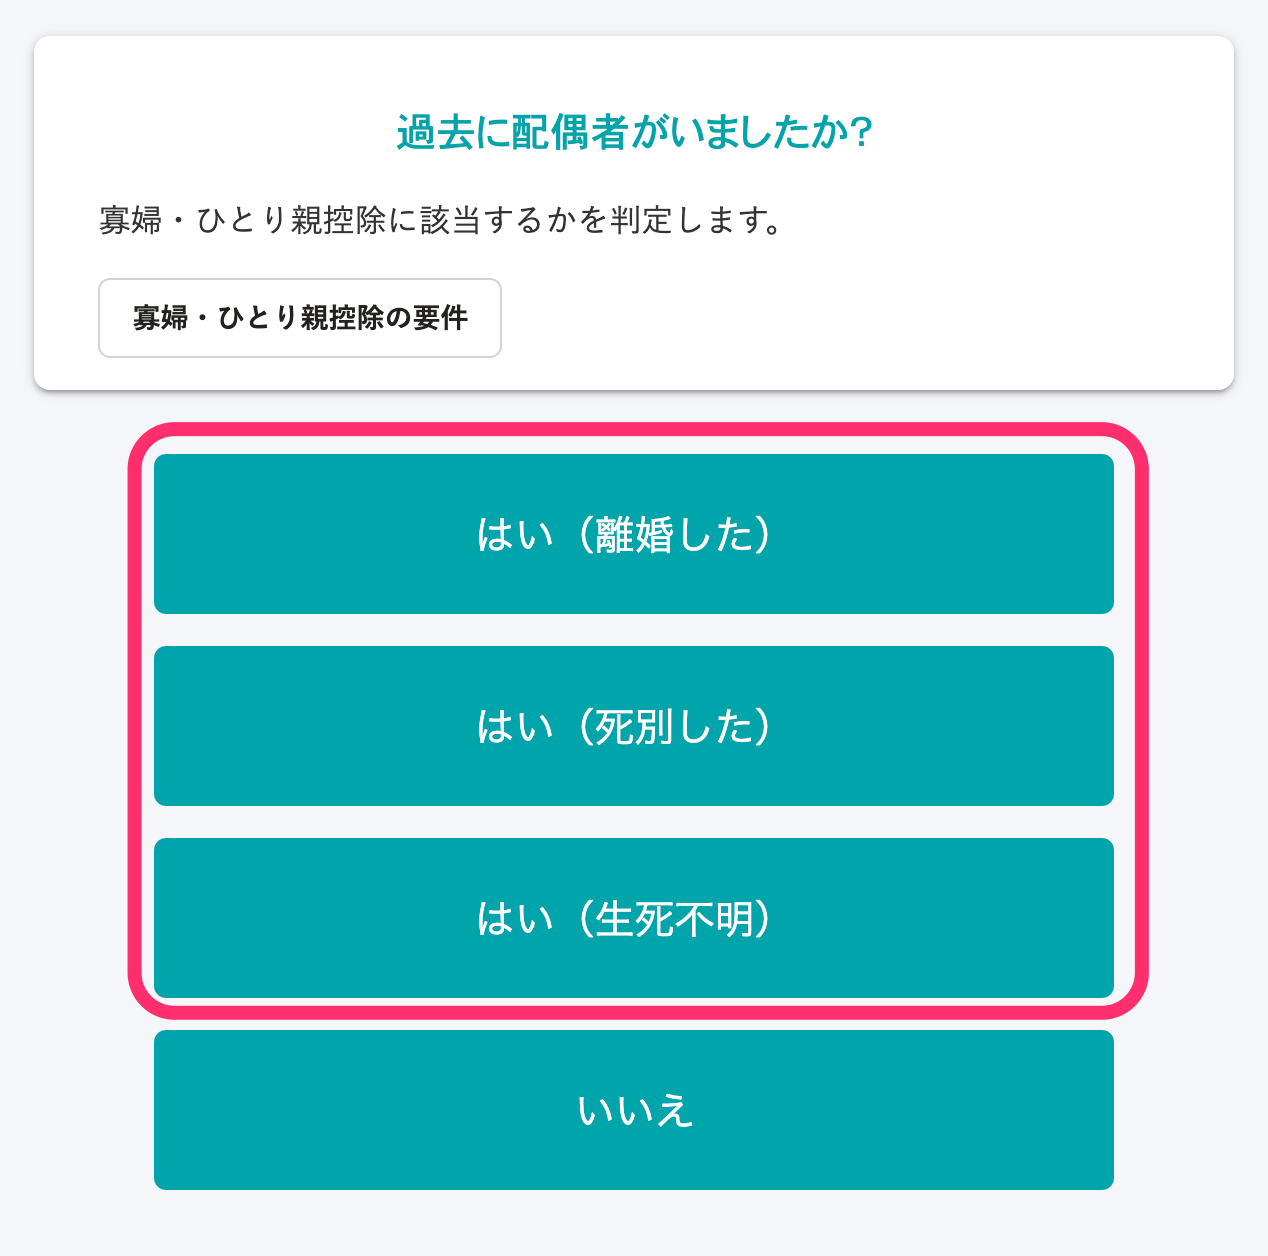 過去に配偶者がいましたか?
寡婦・ひとり親控除に該当するかを判定します。
寡婦・ひとり親控除の要件
はい（離婚した）
はい（死別した）
はい（生死不明）
いいえ